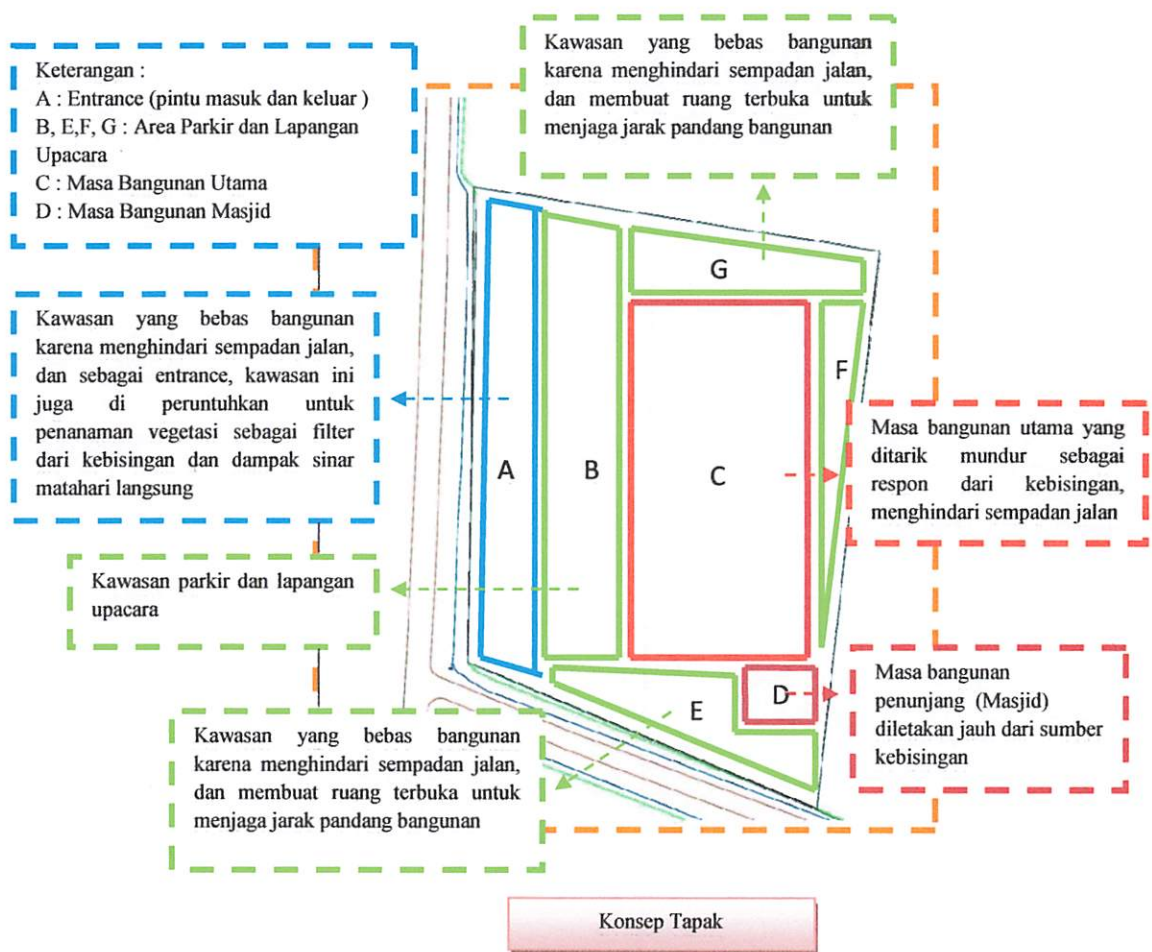 Keterangan :
A : Entrance (pintu masuk dan keluar )
B, E,F, G : Area Parkir dan Lapangan
Upacara
C : Masa Bangunan Utama
D : Masa Bangunan Masjid
Kawasan yang bebas bangunan
karena menghindari sempadan jalan,
dan membuat ruang terbuka untuk
menjaga jarak pandang bangunan
G
F
A
B
C
D
E
Kawasan yang bebas bangunan
karena menghindari sempadan jalan,
dan sebagai entrance, kawasan ini
juga di peruntuhkan untuk
penanaman vegetasi sebagai filter
dari kebisingan dan dampak sinar
matahari langsung
Masa bangunan utama yang
ditarik mundur sebagai
respon dari kebisingan,
menghindari sempadan jalan
Kawasan parkir dan lapangan
upacara
Masa bangunan
penunjang (Masjid)
diletakan jauh dari sumber
kebisingan
Kawasan yang bebas bangunan
karena menghindari sempadan jalan,
dan membuat ruang terbuka untuk
menjaga jarak pandang bangunan
Konsep Tapak